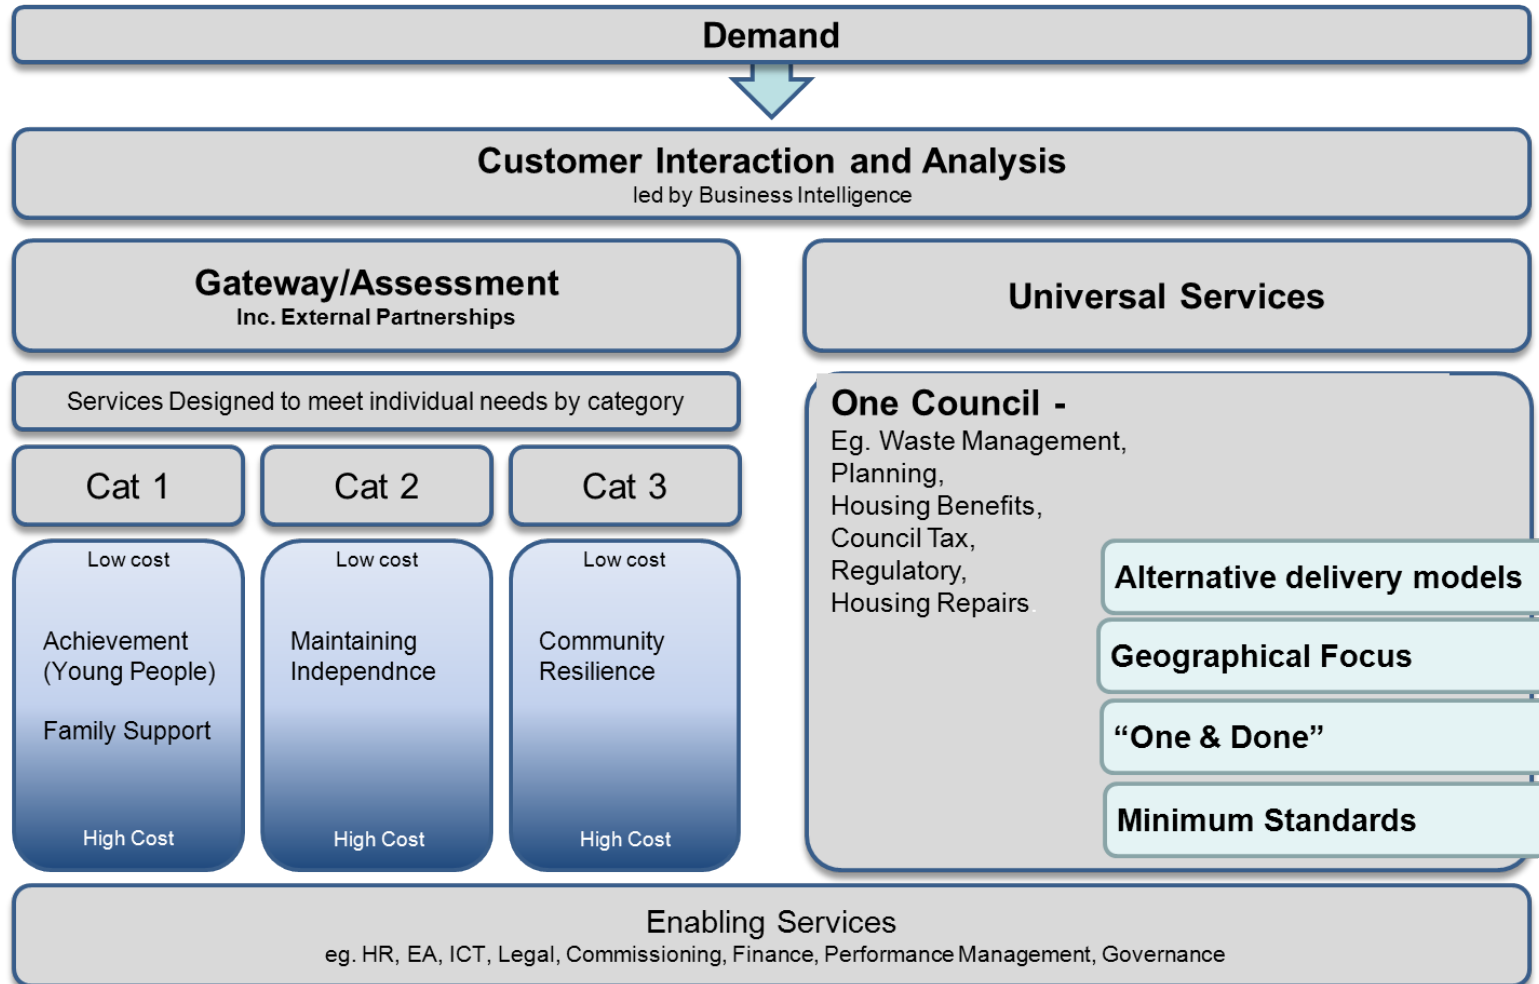 Demand
Customer Interaction and Analysis
led by Business Intelligence
Gateway/Assessment
Inc. External Partnerships
Universal Services
Services Designed to meet individual needs by category
Cat 1
Cat 2
Cat 3
Low cost
Achievement
(Young People)
Family Support
High Cost
Low cost
Maintaining
Independnce
High Cost
Low cost
Community
Resilience
High Cost
One Council -
Eg. Waste Management,
Planning,
Housing Benefits,
Council Tax,
Regulatory,
Housing Repairs.
Alternative delivery models
Geographical Focus
“One & Done”
Minimum Standards
Enabling Services
eg. HR, EA, ICT, Legal, Commissioning, Finance, Performance Management, Governance